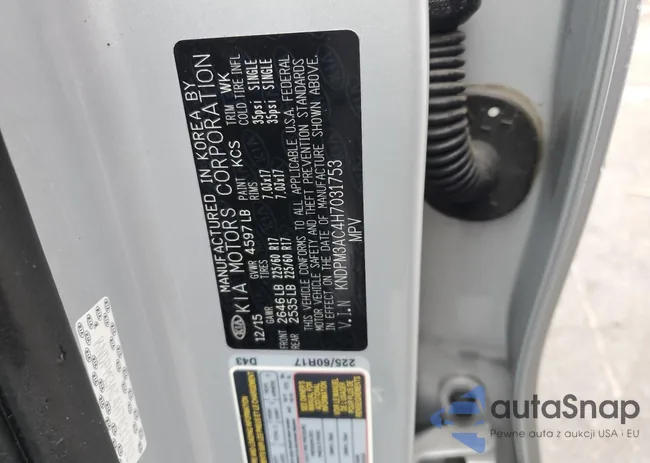 MANUFACTURED IN KOREA BY
KIA KIA MOTORS CORPORATION
12/15 GVWR 4597 LB PAINT KCS TRIM WK
GAWR TIRES RIMS COLD TIRE INFL
FRONT 2646 LB 225/60 R17 7.0JX17 35psi SINGLE
REAR 2535 LB 225/60 R17 7.0JX17 35psi SINGLE
THIS VEHICLE CONFORMS TO ALL APPLICABLE U.S.A. FEDERAL
MOTOR VEHICLE SAFETY AND THEFT PREVENTION STANDARDS
IN EFFECT ON THE DATE OF MANUFACTURE SHOWN ABOVE.
V.I.N KNDPM3AC4H7031753
MPV
D43
225/60R17
autaSnap
Pewne auta z aukcji USA i EU